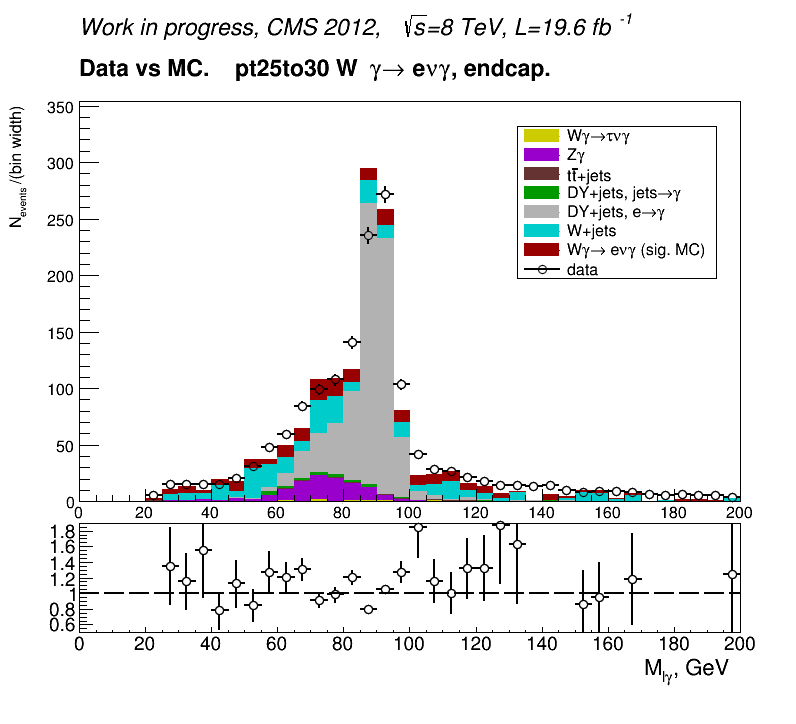 Work in progress, CMS 2012, √s=8 TeV, L=19.6 fb -1
Data vs MC. pt25to30 W γ→ eνγ, endcap.
N events /(bin width)
350
300
250
200
150
100
50
0
Wγ→τνγ
Zγ
tt̄+jets
DY+jets, jets→γ
DY+jets, e→γ
W+jets
Wγ→ eνγ (sig. MC)
data
0 20 40 60 80 100 120 140 160 180 200
1.8
1.6
1.4
1.2
1
0.8
0.6
0 20 40 60 80 100 120 140 160 180 200
M lγ, GeV